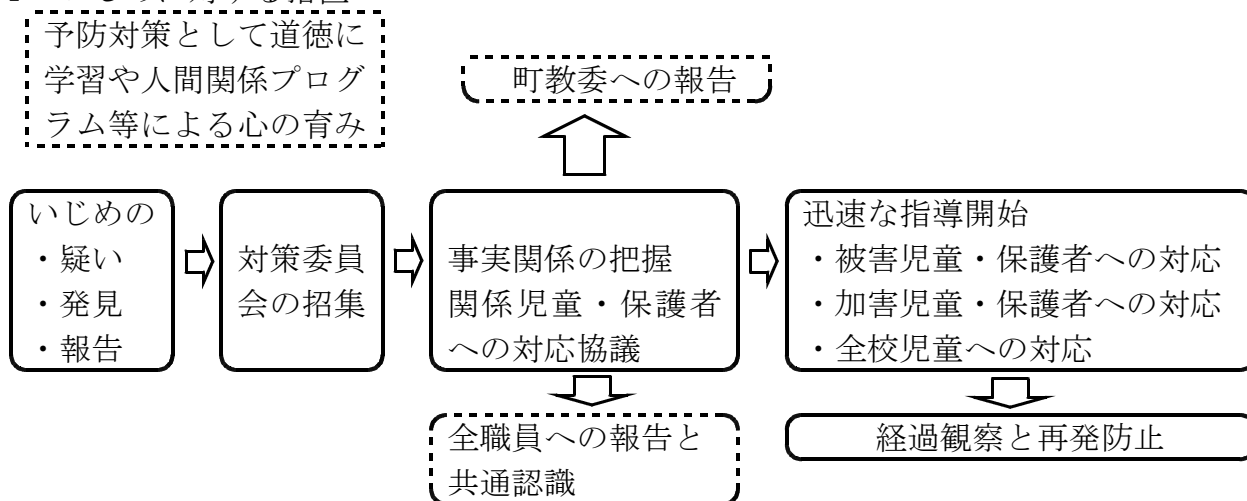 予防対策として道徳に
学習や人間関係プログ
ラム等による心の育み
町教委への報告
いじめの
・疑い
・発見
・報告
対策委員
会の招集
事実関係の把握
関係児童・保護者
への対応協議
迅速な指導開始
・被害児童・保護者への対応
・加害児童・保護者への対応
・全校児童への対応
全職員への報告と
共通認識
経過観察と再発防止